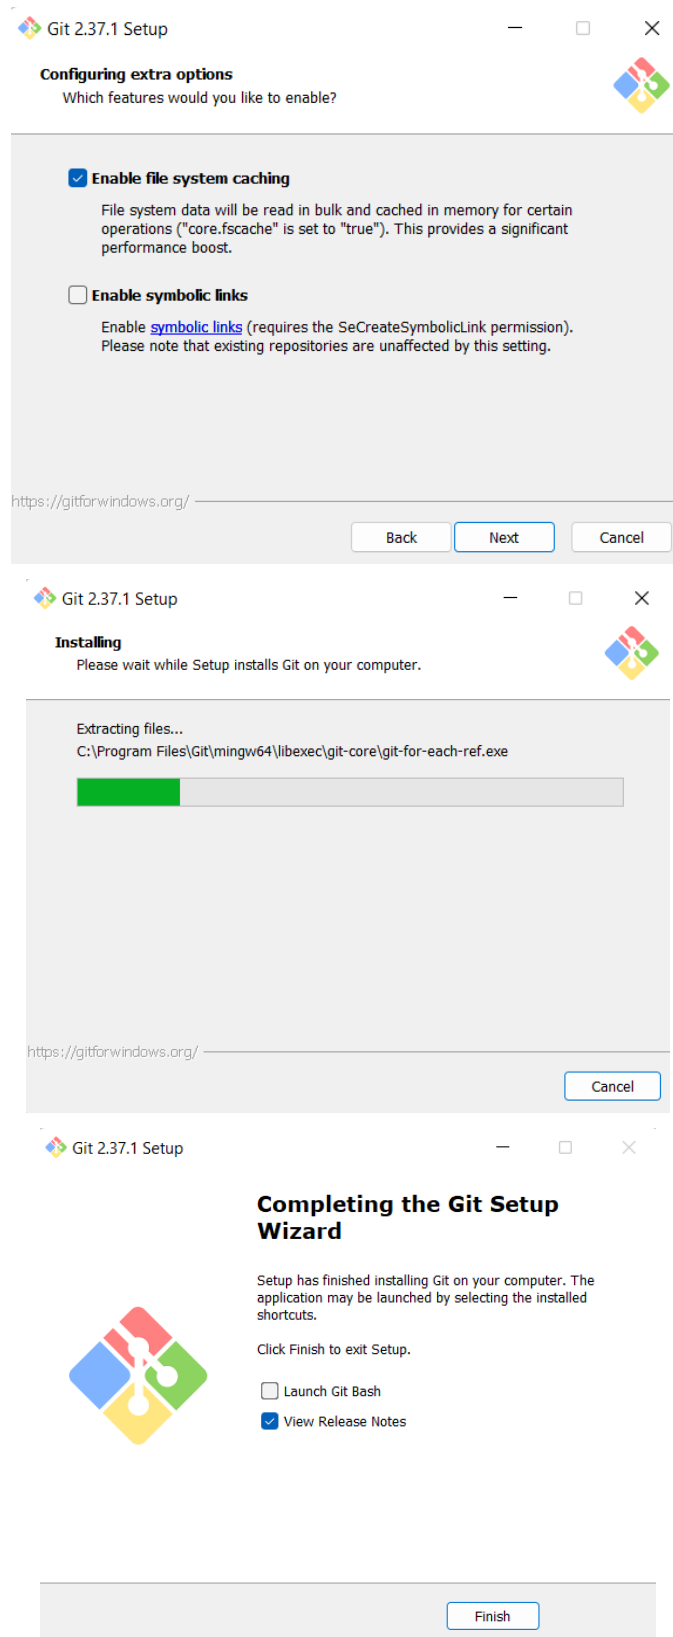 Git 2.37.1 Setup
Configuring extra options
Which features would you like to enable?
Enable file system caching
File system data will be read in bulk and cached in memory for certain
operations ("core.fscache" is set to "true"). This provides a significant
performance boost.
Enable symbolic links
Enable symbolic links (requires the SeCreateSymbolicLink permission).
Please note that existing repositories are unaffected by this setting.
https://gitforwindows.org/
Back Next Cancel
Git 2.37.1 Setup
Installing
Please wait while Setup installs Git on your computer.
Extracting files...
C:\Program Files\Git\mingw64\libexec\git-core\git-for-each-ref.exe
https://gitforwindows.org/
Cancel
Git 2.37.1 Setup
Completing the Git Setup
Wizard
Setup has finished installing Git on your computer. The
application may be launched by selecting the installed
shortcuts.
Click Finish to exit Setup.
Launch Git Bash
View Release Notes
Finish